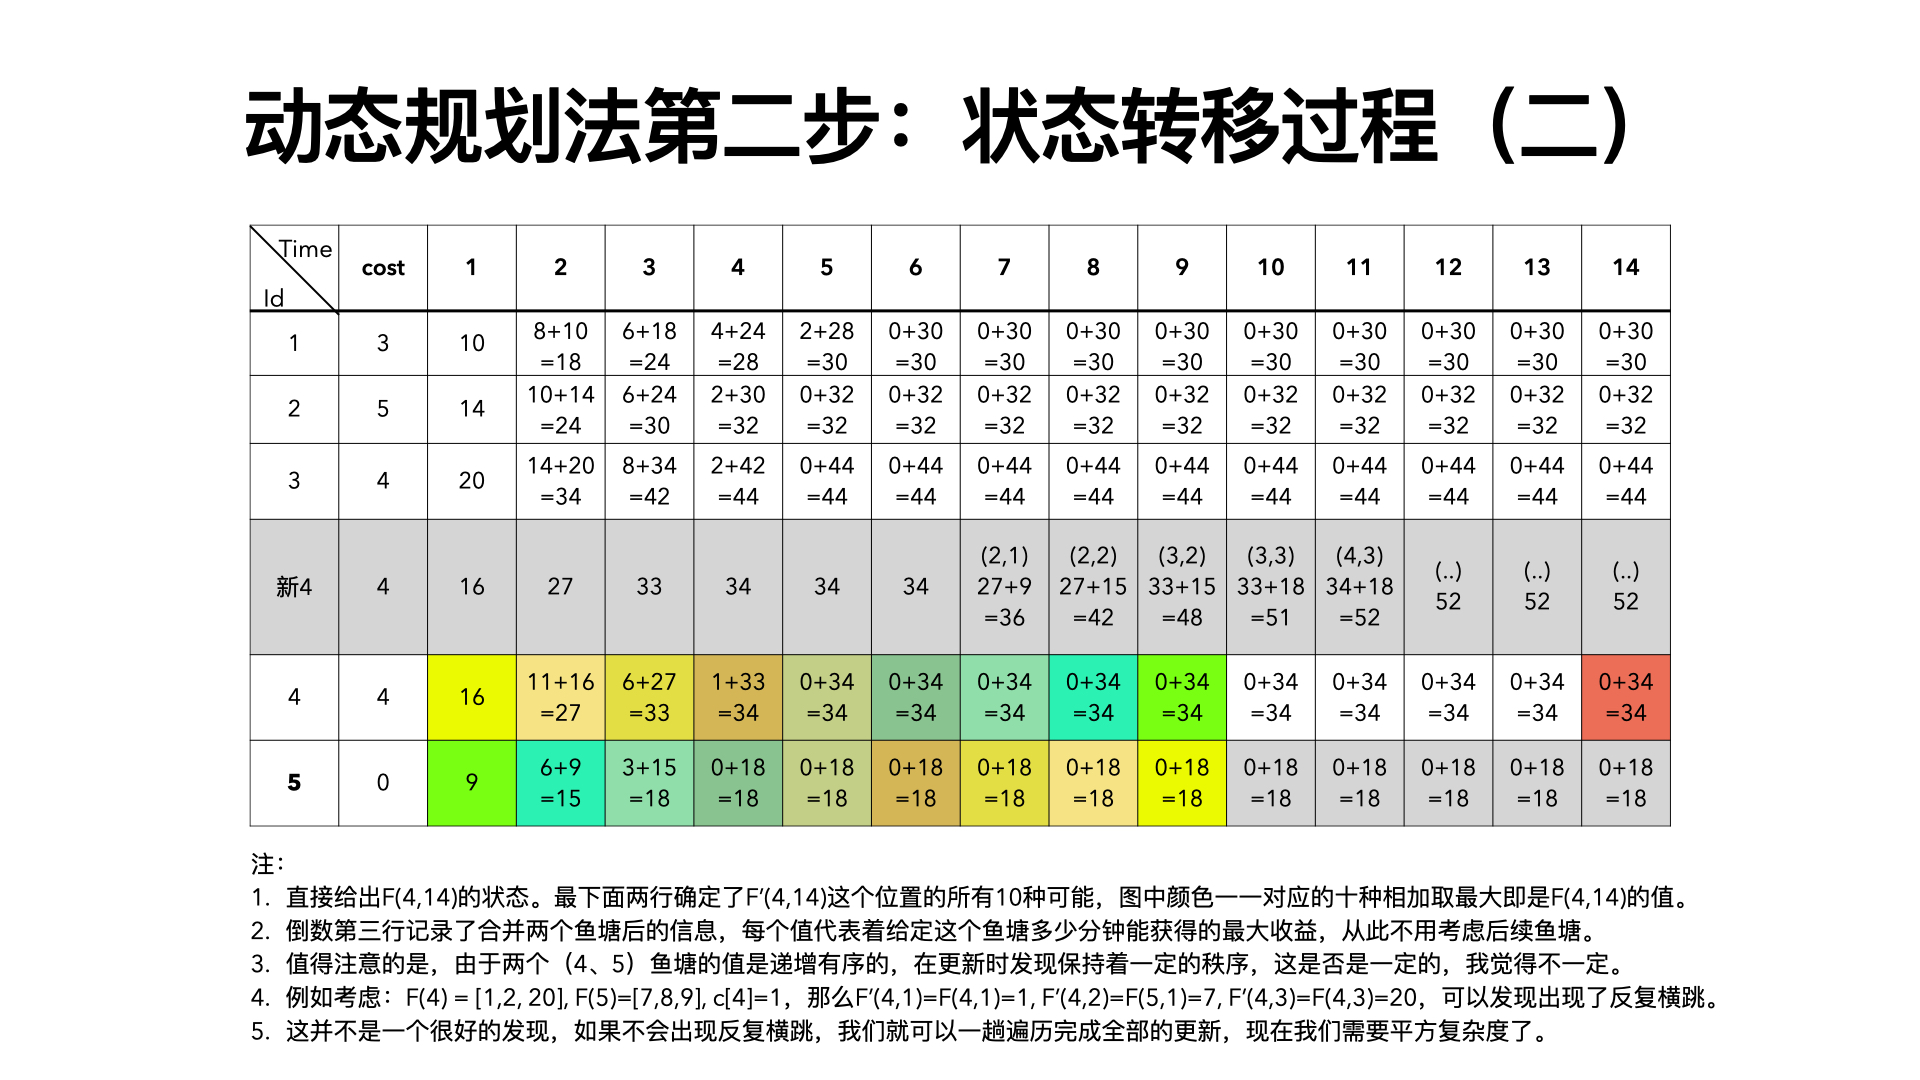 动态规划法第二步：状态转移过程（二）
Time
Id
cost 1 2 3 4 5 6 7 8 9 10 11 12 13 14
1 3 10 8+10 =18 6+18 =24 4+24 =28 2+28 =30 0+30 =30 0+30 =30 0+30 =30 0+30 =30 0+30 =30 0+30 =30 0+30 =30 0+30 =30 0+30 =30
2 5 14 10+14 =24 6+24 =30 2+30 =32 0+32 =32 0+32 =32 0+32 =32 0+32 =32 0+32 =32 0+32 =32 0+32 =32 0+32 =32 0+32 =32 0+32 =32
3 4 20 14+20 =34 8+34 =42 2+42 =44 0+44 =44 0+44 =44 0+44 =44 0+44 =44 0+44 =44 0+44 =44 0+44 =44 0+44 =44 0+44 =44 0+44 =44
新4 4 16 27 33 34 34 34 (2,1) 27+9 =36 (2,2) 27+15 =42 (3,2) 33+15 =48 (3,3) 33+18 =51 (4,3) 34+18 =52 (..) 52 (..) 52 (..) 52
4 4 16 11+16 =27 6+27 =33 1+33 =34 0+34 =34 0+34 =34 0+34 =34 0+34 =34 0+34 =34 0+34 =34 0+34 =34 0+34 =34 0+34 =34 0+34 =34
5 0 9 6+9 =15 3+15 =18 0+18 =18 0+18 =18 0+18 =18 0+18 =18 0+18 =18 0+18 =18 0+18 =18 0+18 =18 0+18 =18 0+18 =18 0+18 =18
注：
1. 直接给出F(4,14)的状态。最下面两行确定了F’(4,14)这个位置的所有10种可能，图中颜色一一对应的十种相加取最大即是F(4,14)的值。
2. 倒数第三行记录了合并两个鱼塘后的信息，每个值代表着给定这个鱼塘多少分钟能获得的最大收益，从此不用考虑后续鱼塘。
3. 值得注意的是，由于两个（4、5）鱼塘的值是递增有序的，在更新时发现保持着一定的秩序，这是否是一定的，我觉得不一定。
4. 例如考虑：F(4) = [1,2, 20], F(5)=[7,8,9], c[4]=1，那么F’(4,1)=F(4,1)=1, F’(4,2)=F(5,1)=7, F’(4,3)=F(4,3)=20，可以发现出现了反复横跳。
5. 这并不是一个很好的发现，如果不会出现反复横跳，我们就可以一趟遍历完成全部的更新，现在我们需要平方复杂度了。